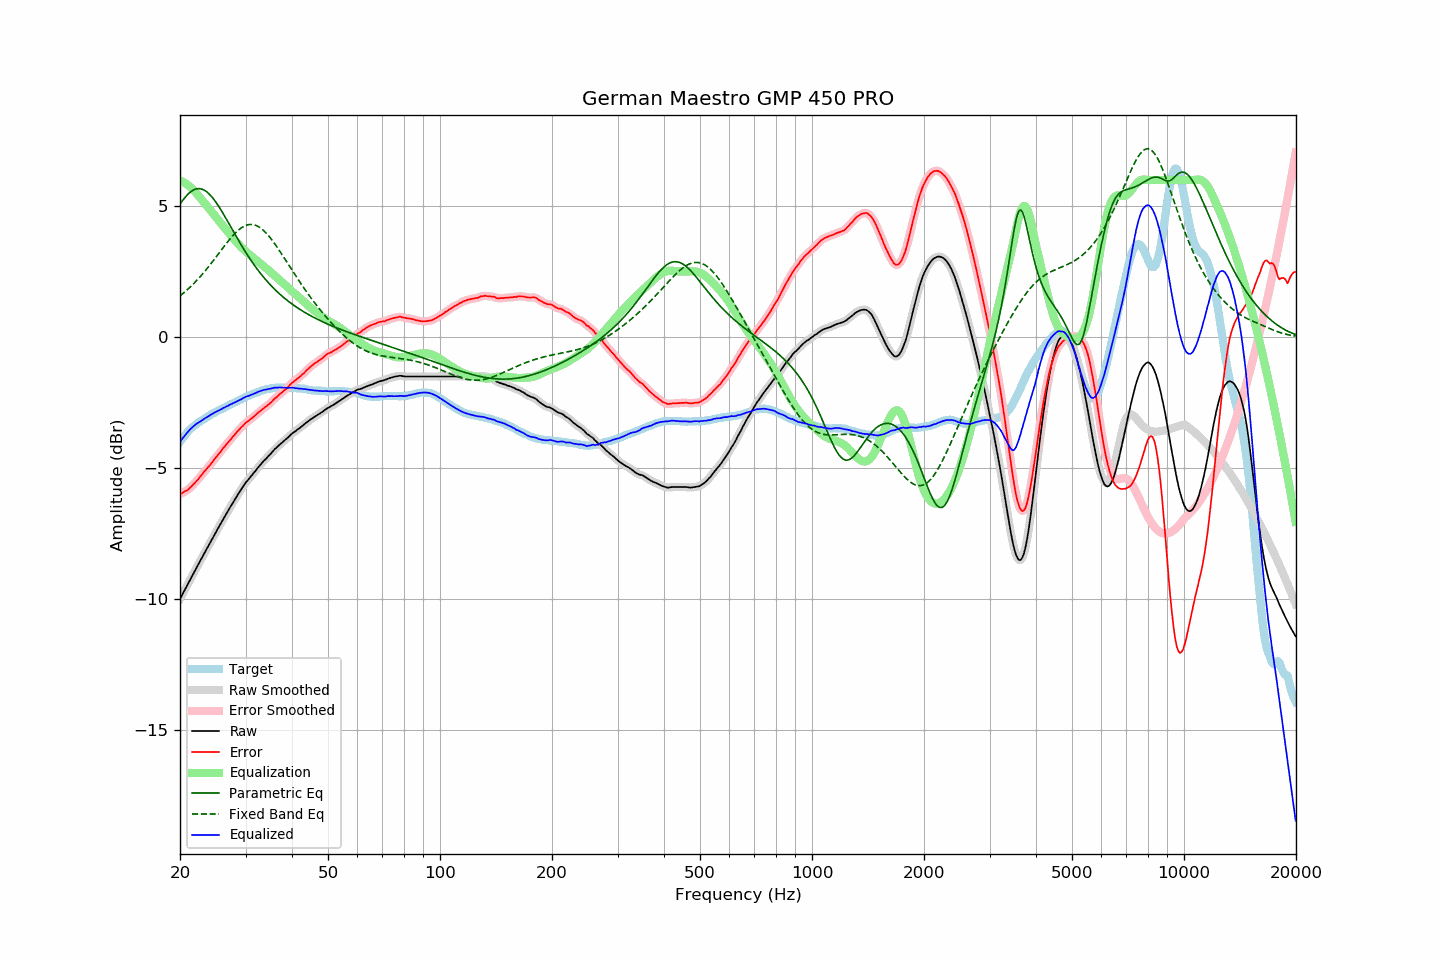 German Maestro GMP 450 PRO
Amplitude (dBr)
5
0
−5
−10
−15
Target
Raw Smoothed
Error Smoothed
Raw
Error
Equalization
Parametric Eq
Fixed Band Eq
Equalized
20
50
100
200
500
1000
2000
5000
10000
20000
Frequency (Hz)